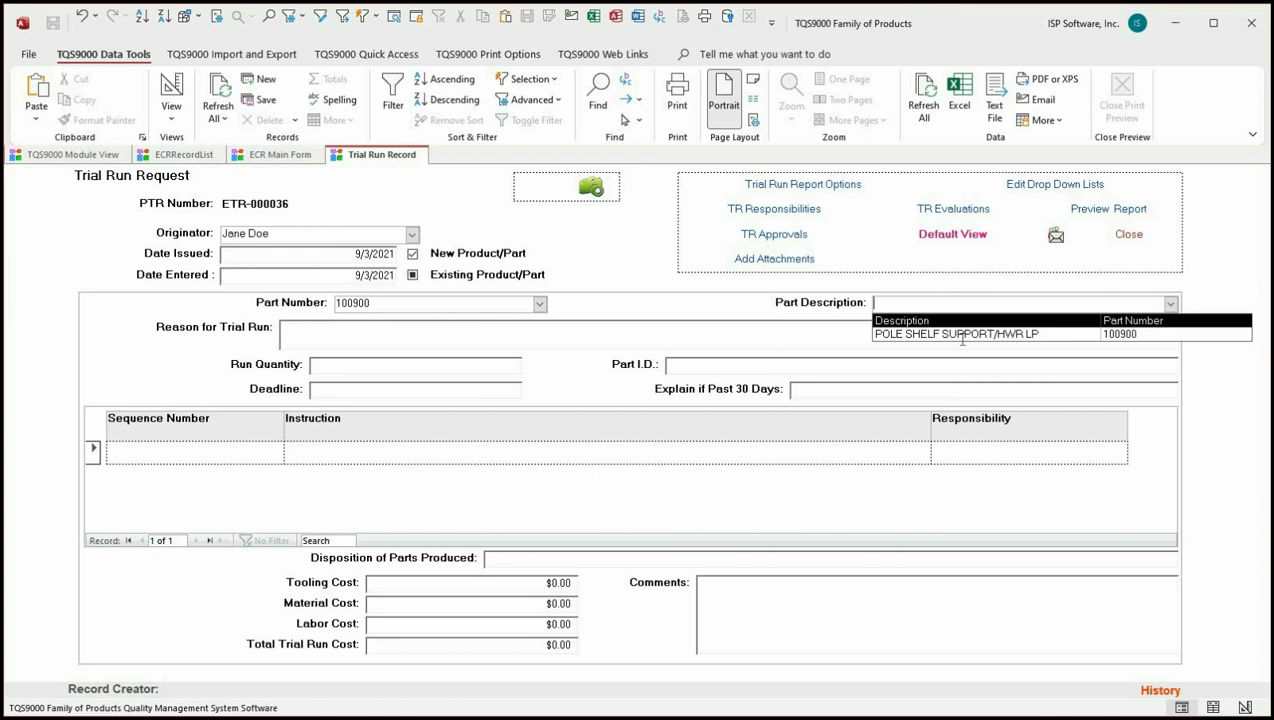 TQS9000 Family of Products
ISP Software, Inc.
IS
File
TQS9000 Data Tools
TQS9000 Import and Export
TQS9000 Quick Access
TQS9000 Print Options
TQS9000 Web Links
Tell me what you want to do
Paste
Cut
Copy
Format Painter
Clipboard
View
Views
Refresh
All
New
Save
Delete
Totals
Spelling
More
Records
Filter
Ascending
Descending
Remove Sort
Selection
Advanced
Toggle Filter
Sort & Filter
Find
Find
Print
Print
Portrait
Page Layout
Zoom
One Page
Two Pages
More Pages
Zoom
Refresh
All
Excel
Text
File
PDF or XPS
Email
More
Data
Close Print
Preview
Close Preview
TQS9000 Module View
ECRRecordList
ECR Main Form
Trial Run Record
Trial Run Request
PTR Number: ETR-000036
Originator: Jane Doe
Date Issued: 9/3/2021
New Product/Part
Date Entered : 9/3/2021
Existing Product/Part
Trial Run Report Options
Edit Drop Down Lists
TR Responsibilities
TR Evaluations
Preview Report
TR Approvals
Default View
Close
Add Attachments
Part Number: 100900
Part Description:
Description Part Number
POLE SHELF SUPPORT/HWR LP 100900
Reason for Trial Run:
Run Quantity:
Part I.D.:
Deadline:
Explain if Past 30 Days:
Sequence Number Instruction Responsibility
Record: 1 of 1 No Filter Search
Disposition of Parts Produced:
Tooling Cost: $0.00
Comments:
Material Cost: $0.00
Labor Cost: $0.00
Total Trial Run Cost: $0.00
Record Creator:
History
TQS9000 Family of Products Quality Management System Software